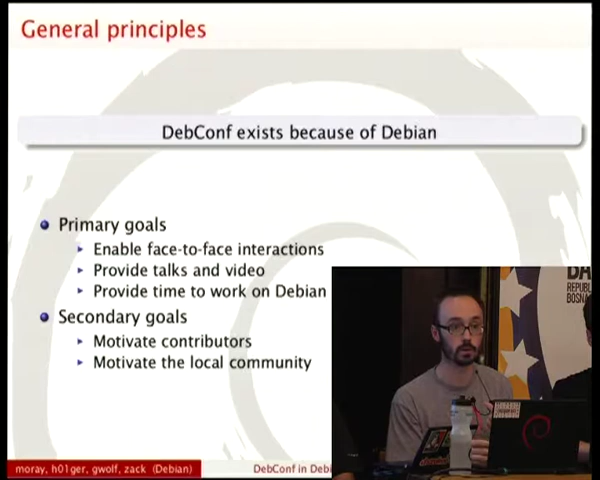 General principles
DebConf exists because of Debian
Primary goals
Enable face-to-face interactions
Provide talks and video
Provide time to work on Debian
Secondary goals
Motivate contributors
Motivate the local community
moray, h01ger, gwolf, zack (Debian)
DebConf in Debi
REPUBL
BOSNA